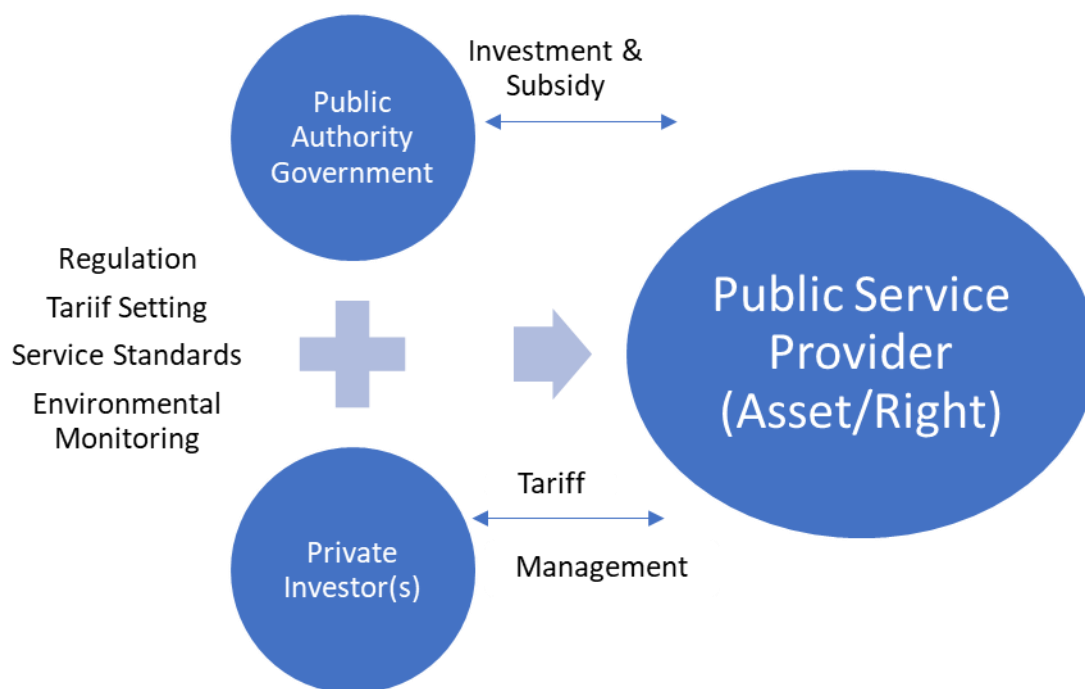 Investment &
Subsidy
Public
Authority
Government
Regulation
Tariif Setting
Service Standards
Environmental
Monitoring
Public Service
Provider
(Asset/Right)
Tariff
Management
Private
Investor(s)